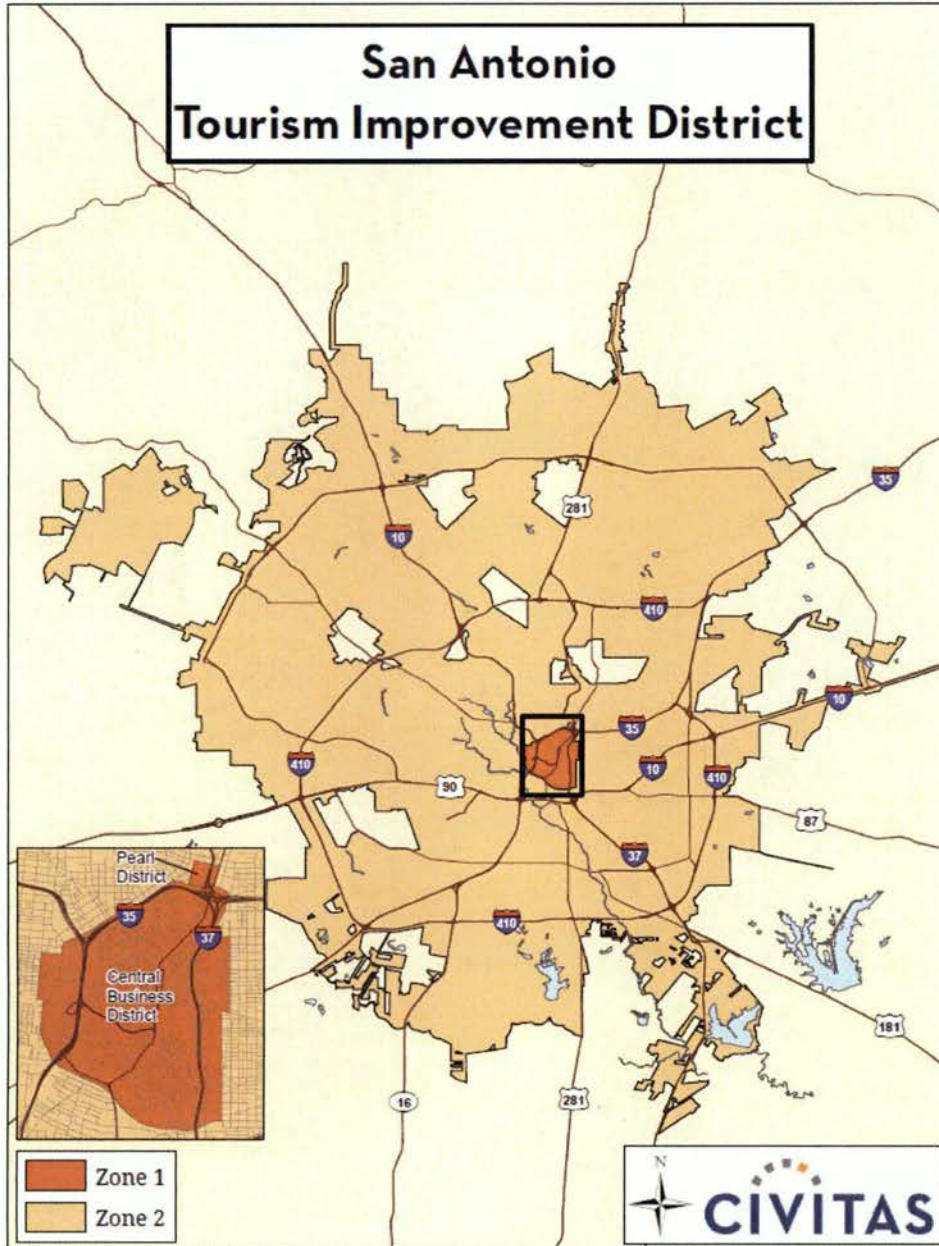 San Antonio
Tourism Improvement District
35
281
10
410
10
35
410
10
410
90
87
37
Pearl
District
35
37
Central
Business
District
410
181
16
281
Zone 1
Zone 2
N
CIVITAS